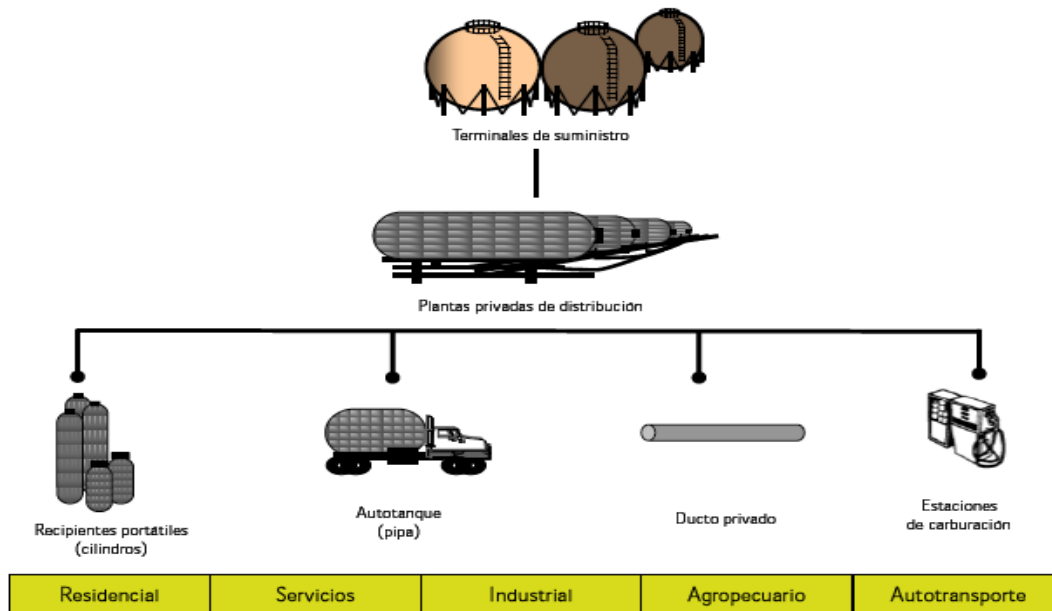 Terminales de suministro
Plantas privadas de distribución
Recipientes portátiles
(cilindros)
Autotanque
(pipa)
Ducto privado
Estaciones
de carburación
Residencial
Servicios
Industrial
Agropecuario
Autotransporte